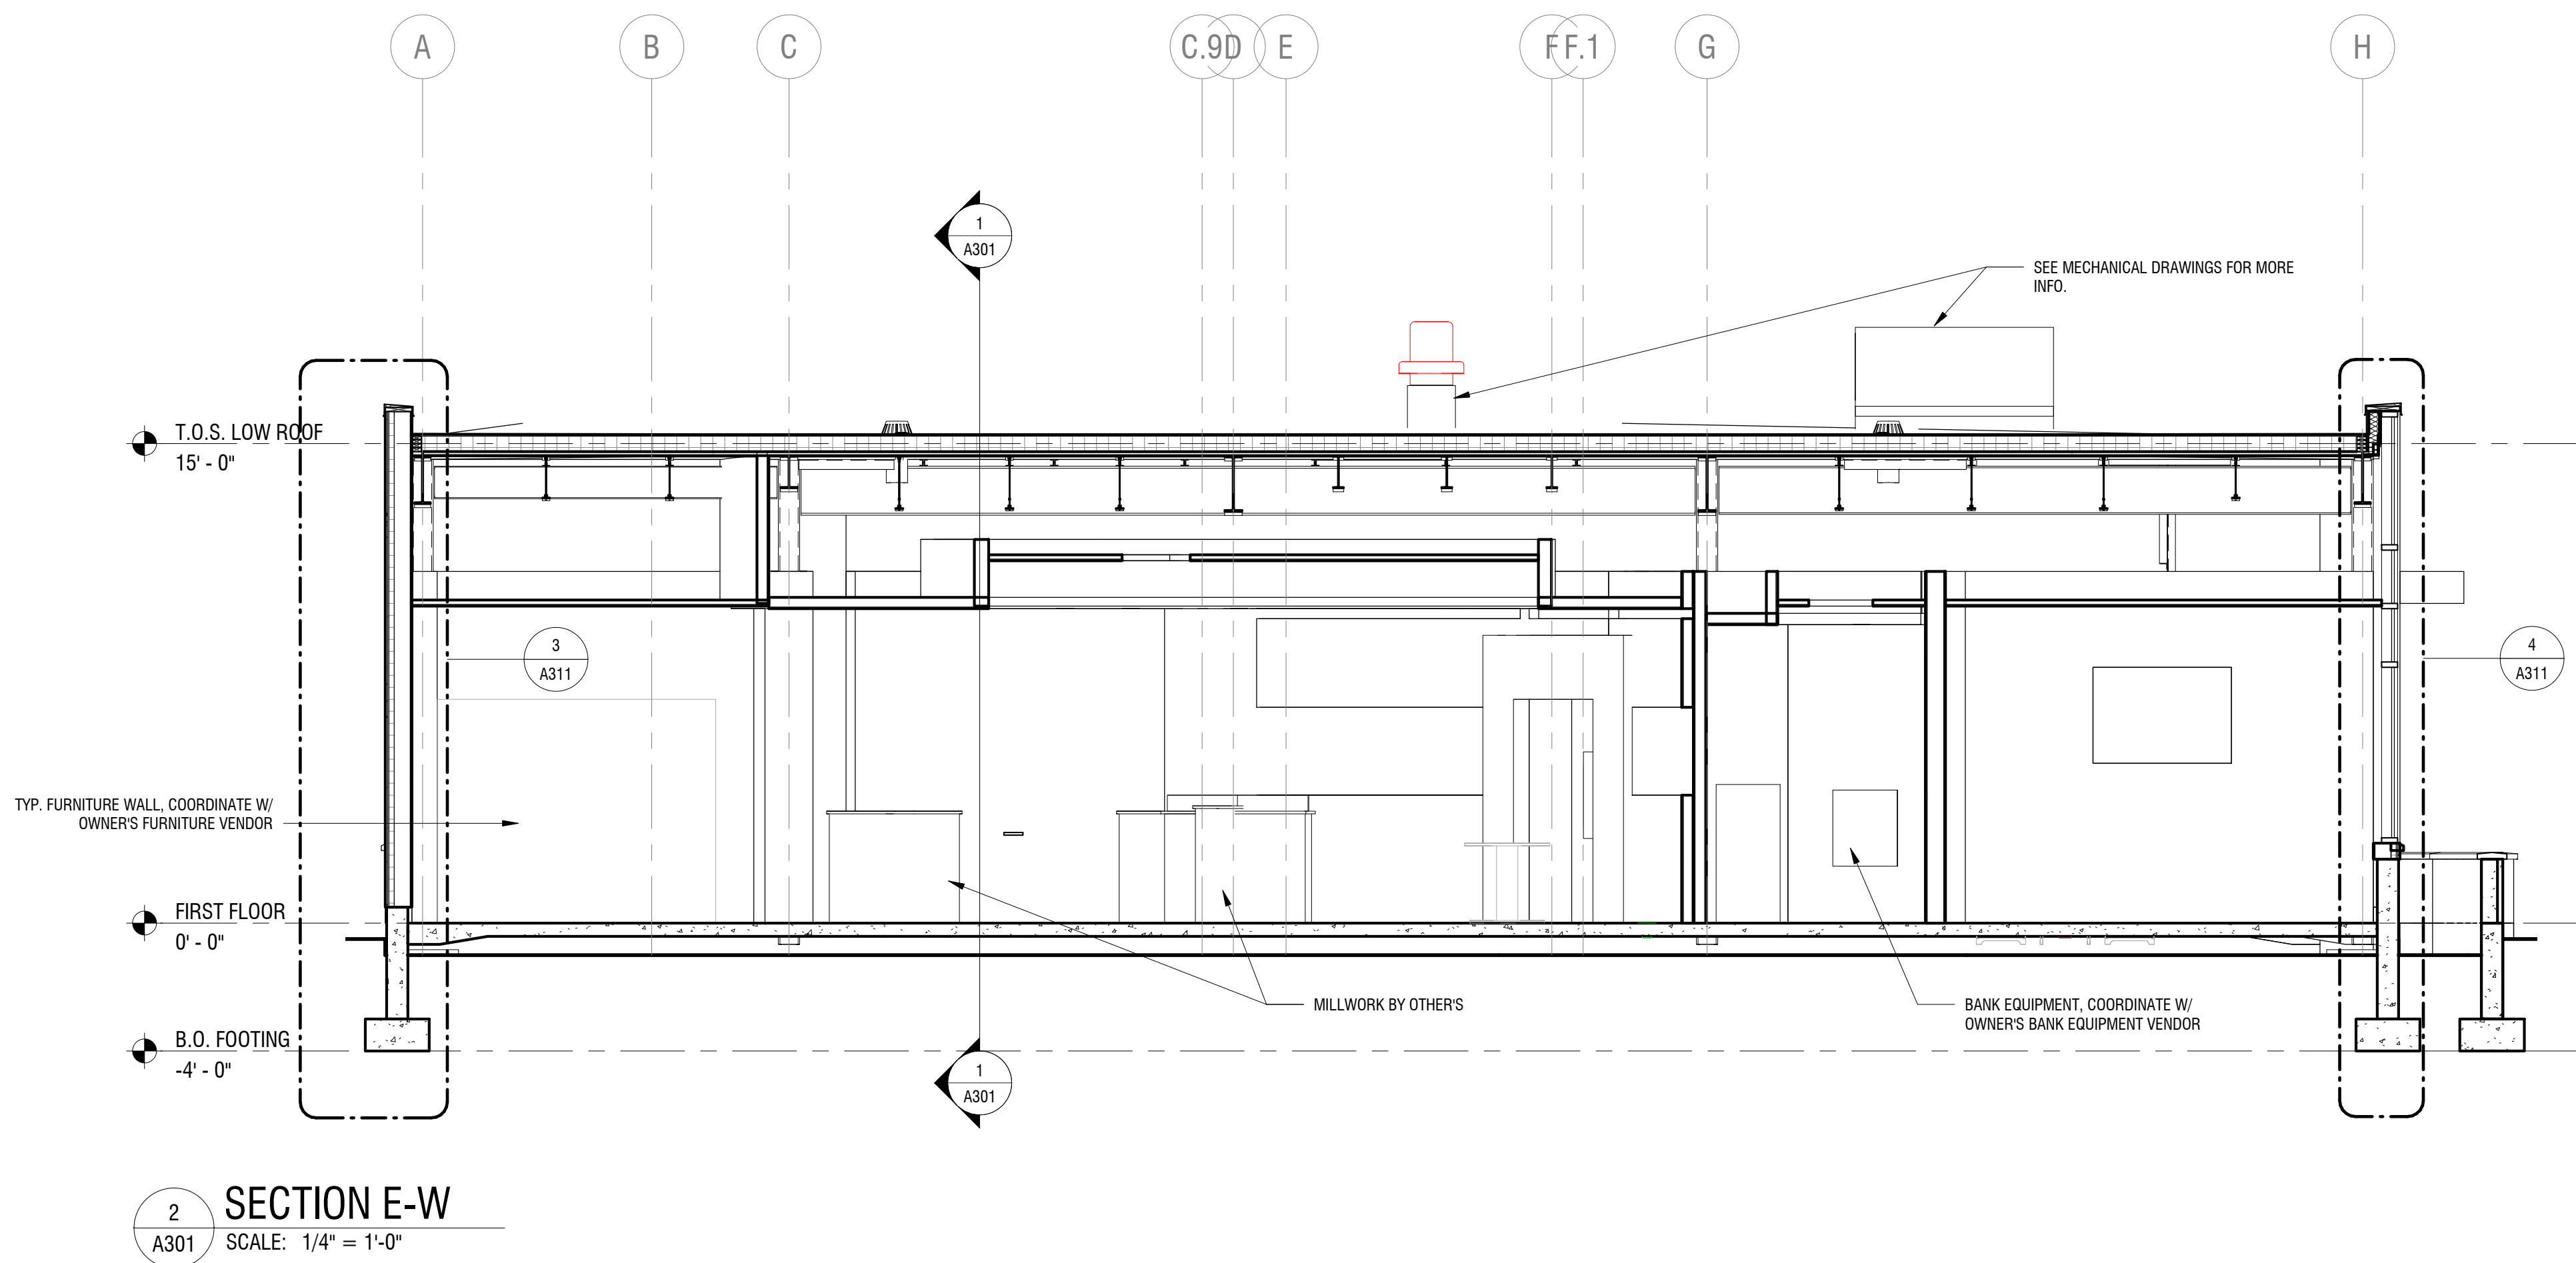 A
B
C
C.9
D
E
F
F.1
G
H
1
A301
SEE MECHANICAL DRAWINGS FOR MORE
INFO.
T.O.S. LOW ROOF
15' - 0"
3
A311
4
A311
TYP. FURNITURE WALL, COORDINATE W/
OWNER'S FURNITURE VENDOR
FIRST FLOOR
0' - 0"
MILLWORK BY OTHER'S
BANK EQUIPMENT, COORDINATE W/
OWNER'S BANK EQUIPMENT VENDOR
B.O. FOOTING
-4' - 0"
1
A301
2
A301
SECTION E-W
SCALE: 1/4" = 1'-0"